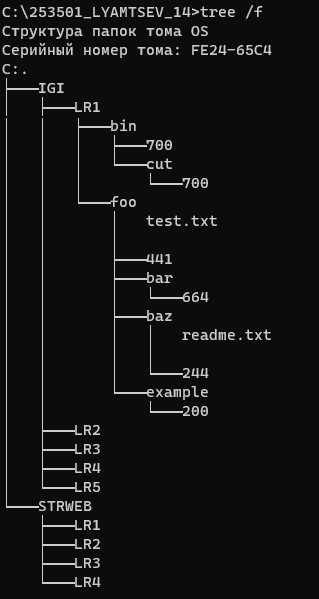 C:\253501_LYAMTSEV_14>tree /f
Структура папок тома OS
Серийный номер тома: FE24-65C4
C:.
├───IGI
│   ├───LR1
│   │   ├───bin
│   │   │   ├───700
│   │   │   └───cut
│   │   │       └───700
│   │   └───foo
│   │       │   test.txt
│   │       │
│   │       ├───441
│   │       ├───bar
│   │       │   └───664
│   │       ├───baz
│   │       │   │   readme.txt
│   │       │   │
│   │       │   └───244
│   │       └───example
│   │           └───200
│   ├───LR2
│   ├───LR3
│   ├───LR4
│   └───LR5
└───STRWEB
    ├───LR1
    ├───LR2
    ├───LR3
    └───LR4